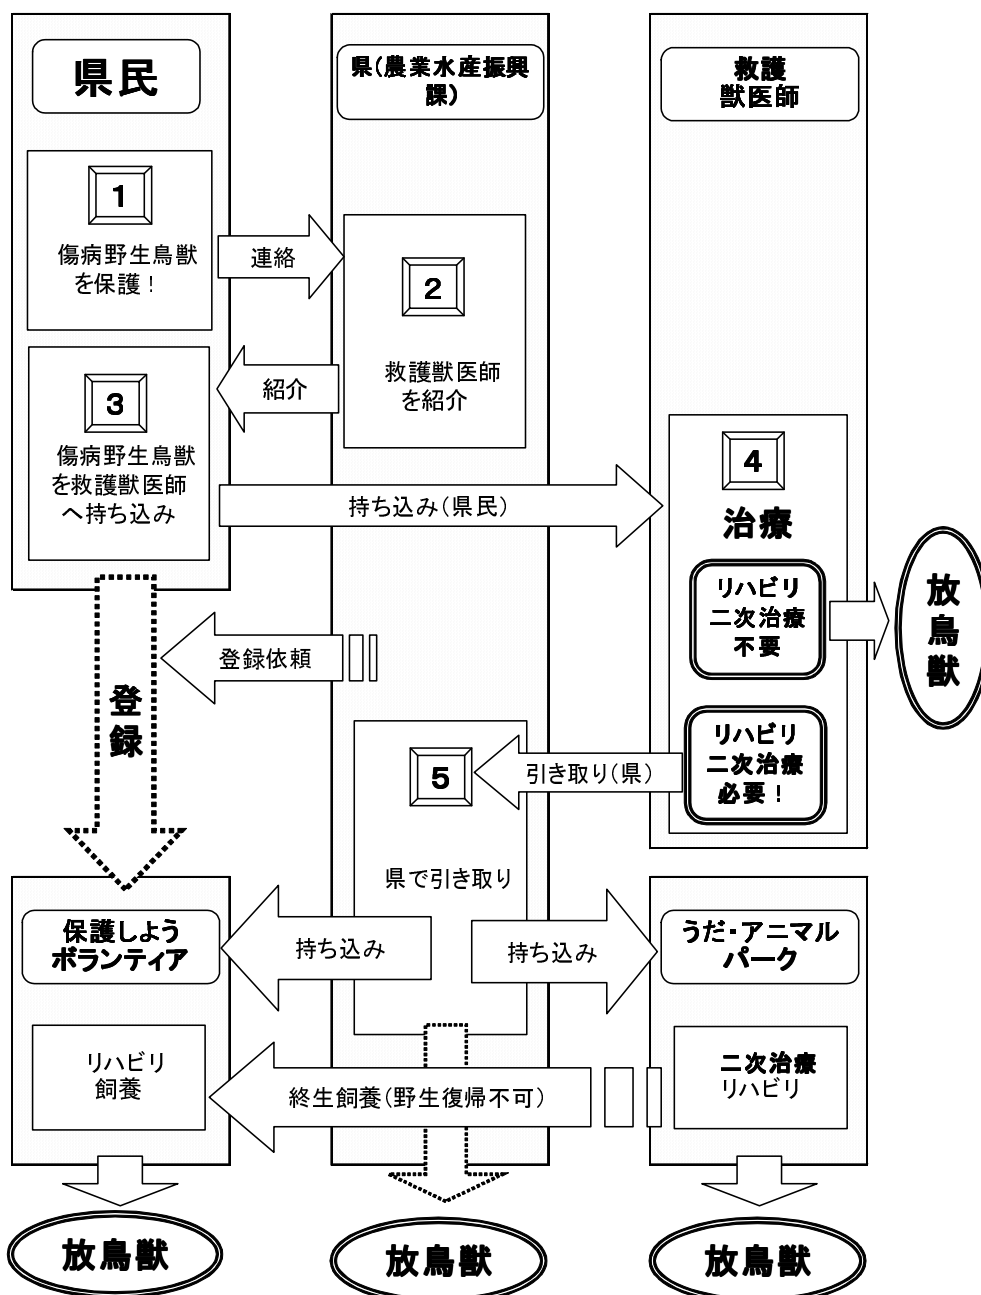 県民
県(農業水産振興
課)
救護
獣医師
1
傷病野生鳥獣
を保護！
連絡
2
救護獣医師
を紹介
紹介
3
傷病野生鳥獣
を救護獣医師
へ持ち込み
持ち込み(県民)
4
治療
リハビリ
二次治療
不要
放鳥獣
登録依頼
登録
リハビリ
二次治療
必要！
引き取り(県)
5
県で引き取り
保護しよう
ボランティア
持ち込み
持ち込み
うだ・アニマル
パーク
リハビリ
飼養
終生飼養(野生復帰不可)
二次治療
リハビリ
放鳥獣
放鳥獣
放鳥獣